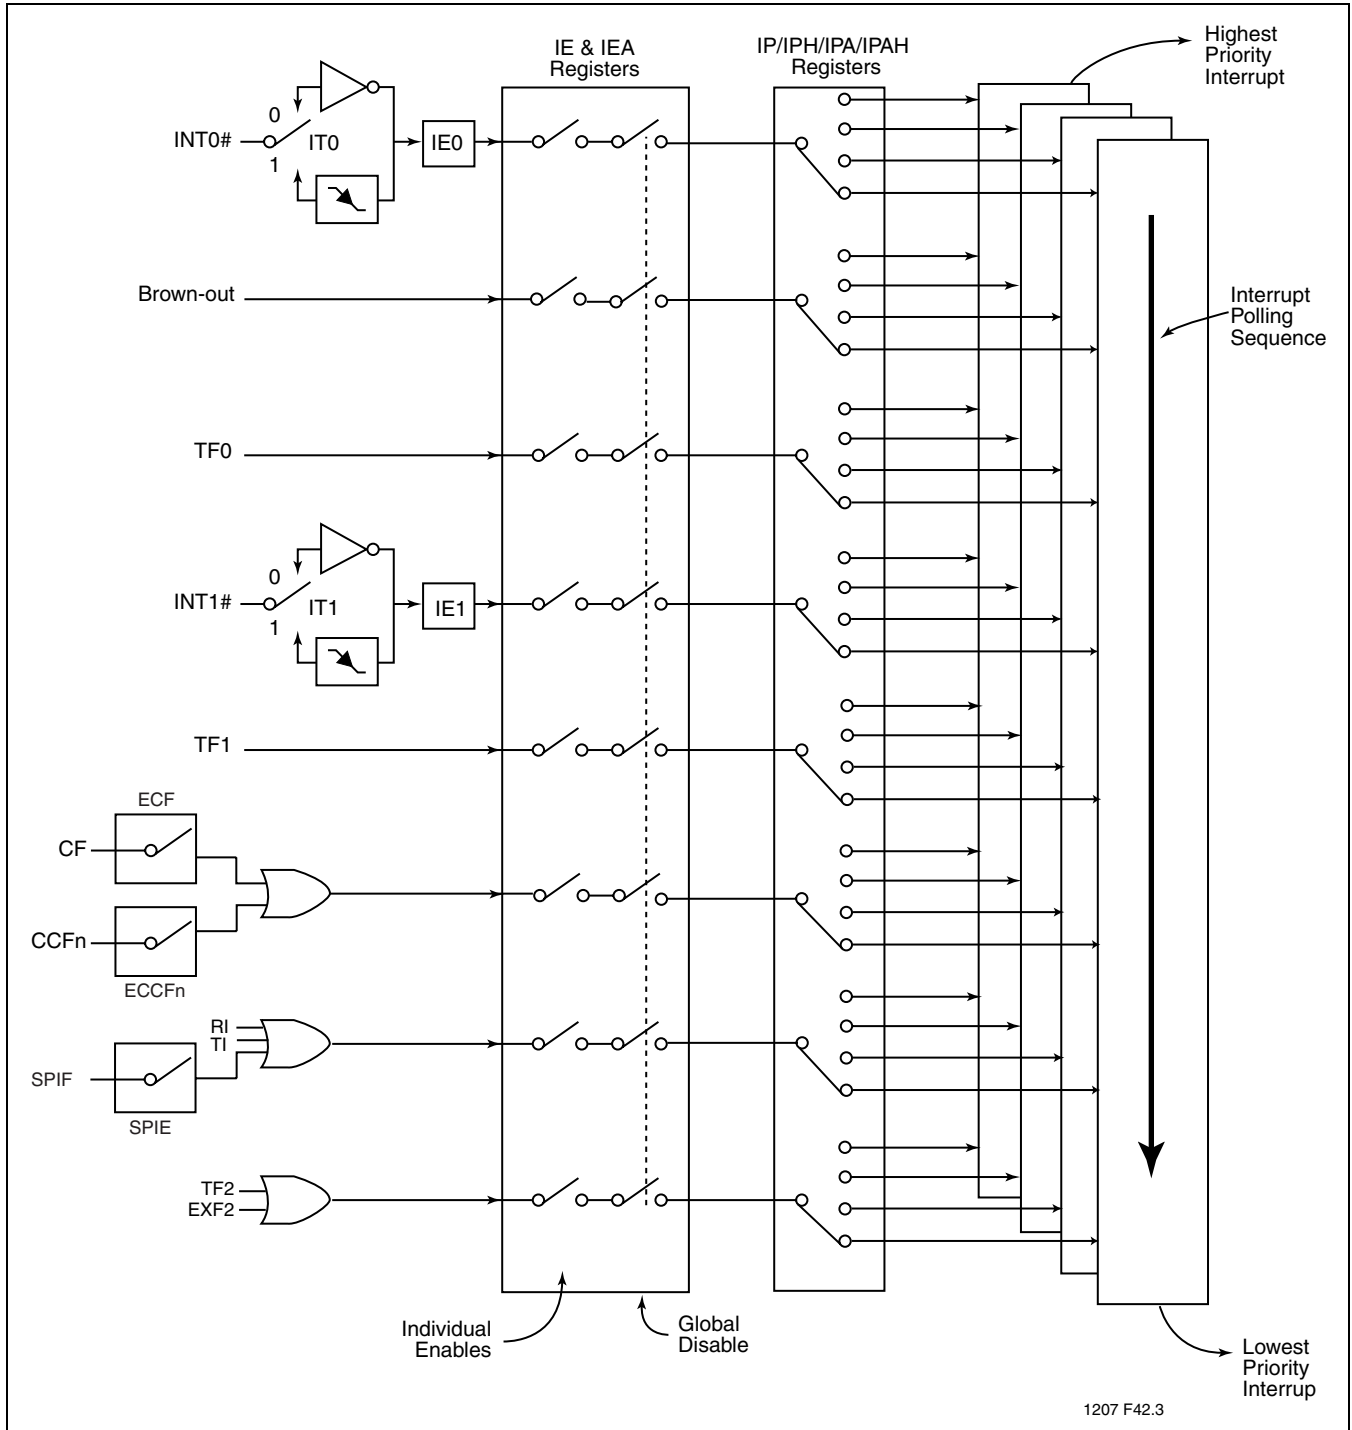 IE & IEA
Registers
IP/IPH/IPA/IPAH
Registers
Highest
Priority
Interrupt
INT0#
0
1
IT0
IE0
Brown-out
Interrupt
Polling
Sequence
TF0
INT1#
0
1
IT1
IE1
TF1
ECF
CF
CCFn
ECCFn
RI
TI
SPIF
SPIE
TF2
EXF2
Individual
Enables
Global
Disable
Lowest
Priority
Interrup
1207 F42.3